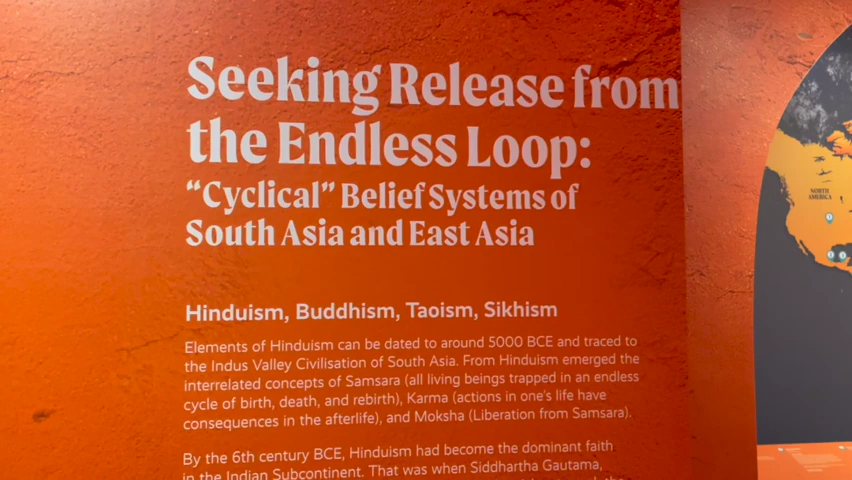 Seeking Release from
the Endless Loop:
“Cyclical” Belief Systems of
South Asia and East Asia
Hinduism, Buddhism, Taoism, Sikhism
Elements of Hinduism can be dated to around 5000 BCE and traced to
the Indus Valley Civilisation of South Asia. From Hinduism emerged the
interrelated concepts of Samsara (all living beings trapped in an endless
cycle of birth, death, and rebirth), Karma (actions in one’s life have
consequences in the afterlife), and Moksha (Liberation from Samsara).
By the 6th century BCE, Hinduism had become the dominant faith
in the Indian Subcontinent. That was when Siddhartha Gautama,
NORTH
AMERICA